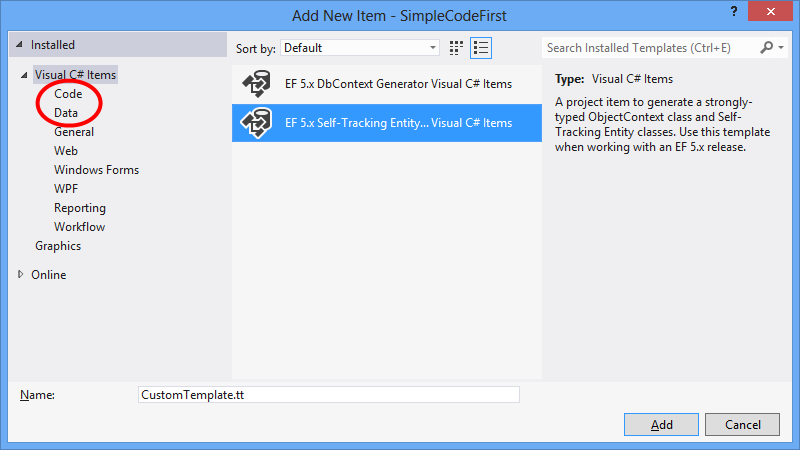 Add New Item - SimpleCodeFirst
?
Installed
Sort by: Default
Search Installed Templates (Ctrl+E)
Visual C# Items
Code
Data
General
Web
Windows Forms
WPF
Reporting
Workflow
Graphics
Online
EF 5.x DbContext Generator Visual C# Items
EF 5.x Self-Tracking Entity... Visual C# Items
Type: Visual C# Items
A project item to generate a strongly-
typed ObjectContext class and Self-
Tracking Entity classes. Use this template
when working with an EF 5.x release.
Name: CustomTemplate.tt
Add
Cancel